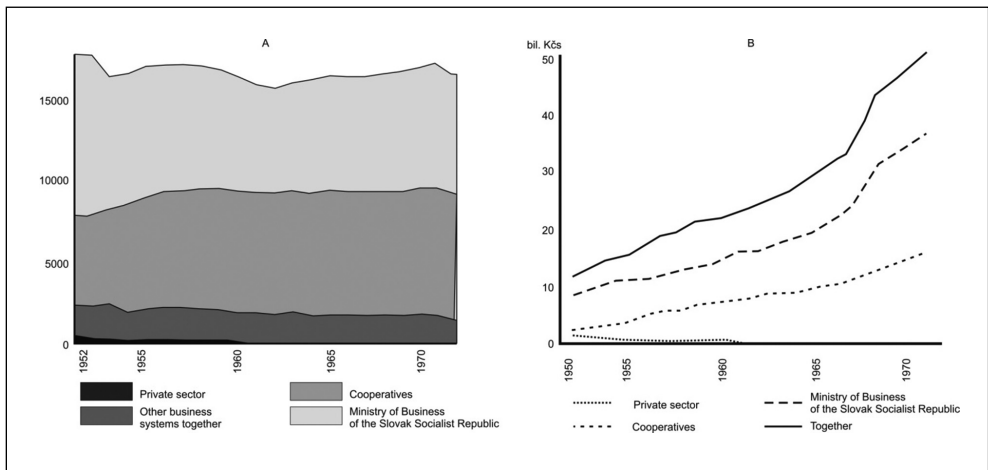 A
15000
10000
5000
0
1952
1955
1960
1965
1970
Private sector
Cooperatives
Other business
systems together
Ministry of Business
of the Slovak Socialist Republic
B
bil. Kčs
50
40
30
20
10
0
1950
1955
1960
1965
1970
Private sector
Ministry of Business
of the Slovak Socialist Republic
Cooperatives
Together